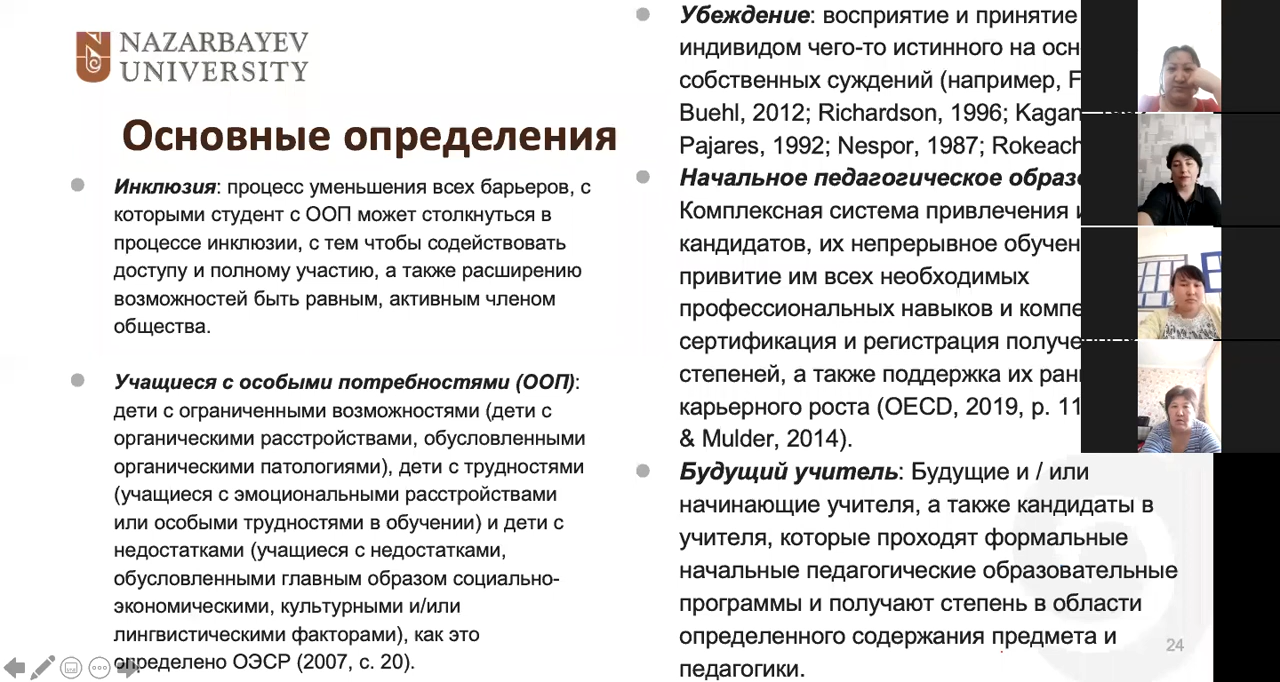 NAZARBAYEV
UNIVERSITY
Основные определения
Инклюзия: процесс уменьшения всех барьеров, с
которыми студент с ООП может столкнуться в
процессе инклюзии, с тем чтобы содействовать
доступу и полному участию, а также расширению
возможностей быть равным, активным членом
общества.
Учащиеся с особыми потребностями (ООП):
дети с ограниченными возможностями (дети с
органическими расстройствами, обусловленными
органическими патологиями), дети с трудностями
(учащиеся с эмоциональными расстройствами
или особыми трудностями в обучении) и дети с
недостатками (учащиеся с недостатками,
обусловленными главным образом социально-
экономическими, культурными и/или
лингвистическими факторами), как это
определено ОЭСР (2007, с. 20).
Убеждение: восприятие и принятие
индивидом чего-то истинного на
собственных суждений (например,
Buehl, 2012; Richardson, 1996; Kagan
Pajares, 1992; Nespor, 1987; Rokeach
Начальное педагогическое
Комплексная система привлечения и
кандидатов, их непрерывное
привитие им всех необходимых
профессиональных навыков и
сертификация и регистрация
степеней, а также поддержка их
карьерного роста (OECD, 2019, p. 11
& Mulder, 2014).
Будущий учитель: Будущие и / или
начинающие учителя, а также кандидаты в
учителя, которые проходят формальные
начальные педагогические образовательные
программы и получают степень в области
определенного содержания предмета и
педагогики.
24